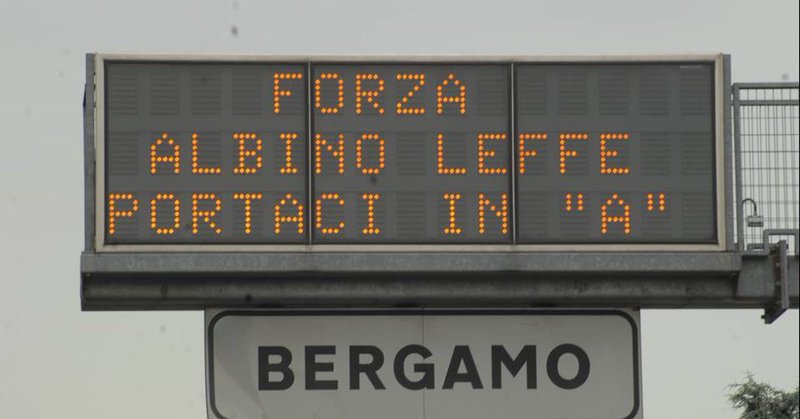 FORZA
ALBINO LEFFE
PORTACI IN "A"
BERGAMO